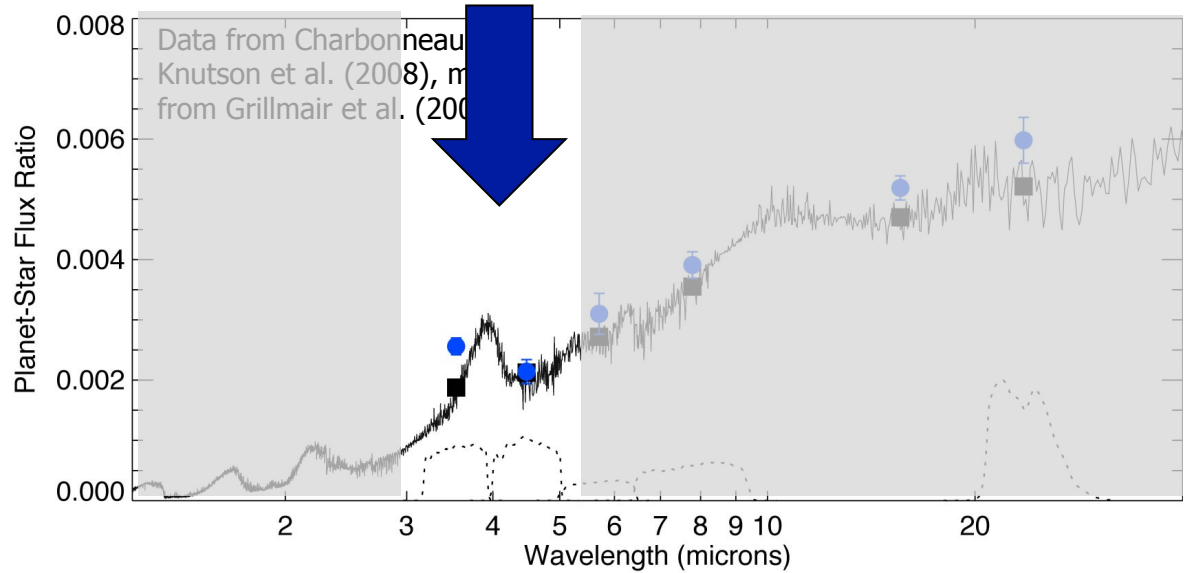 0.008
Data from Charbonneau
Knutson et al. (2008), m
from Grillmair et al. (200
0.006
0.004
0.002
0.000
Planet-Star Flux Ratio
2 3 4 5 6 7 8 9 10 20
Wavelength (microns)